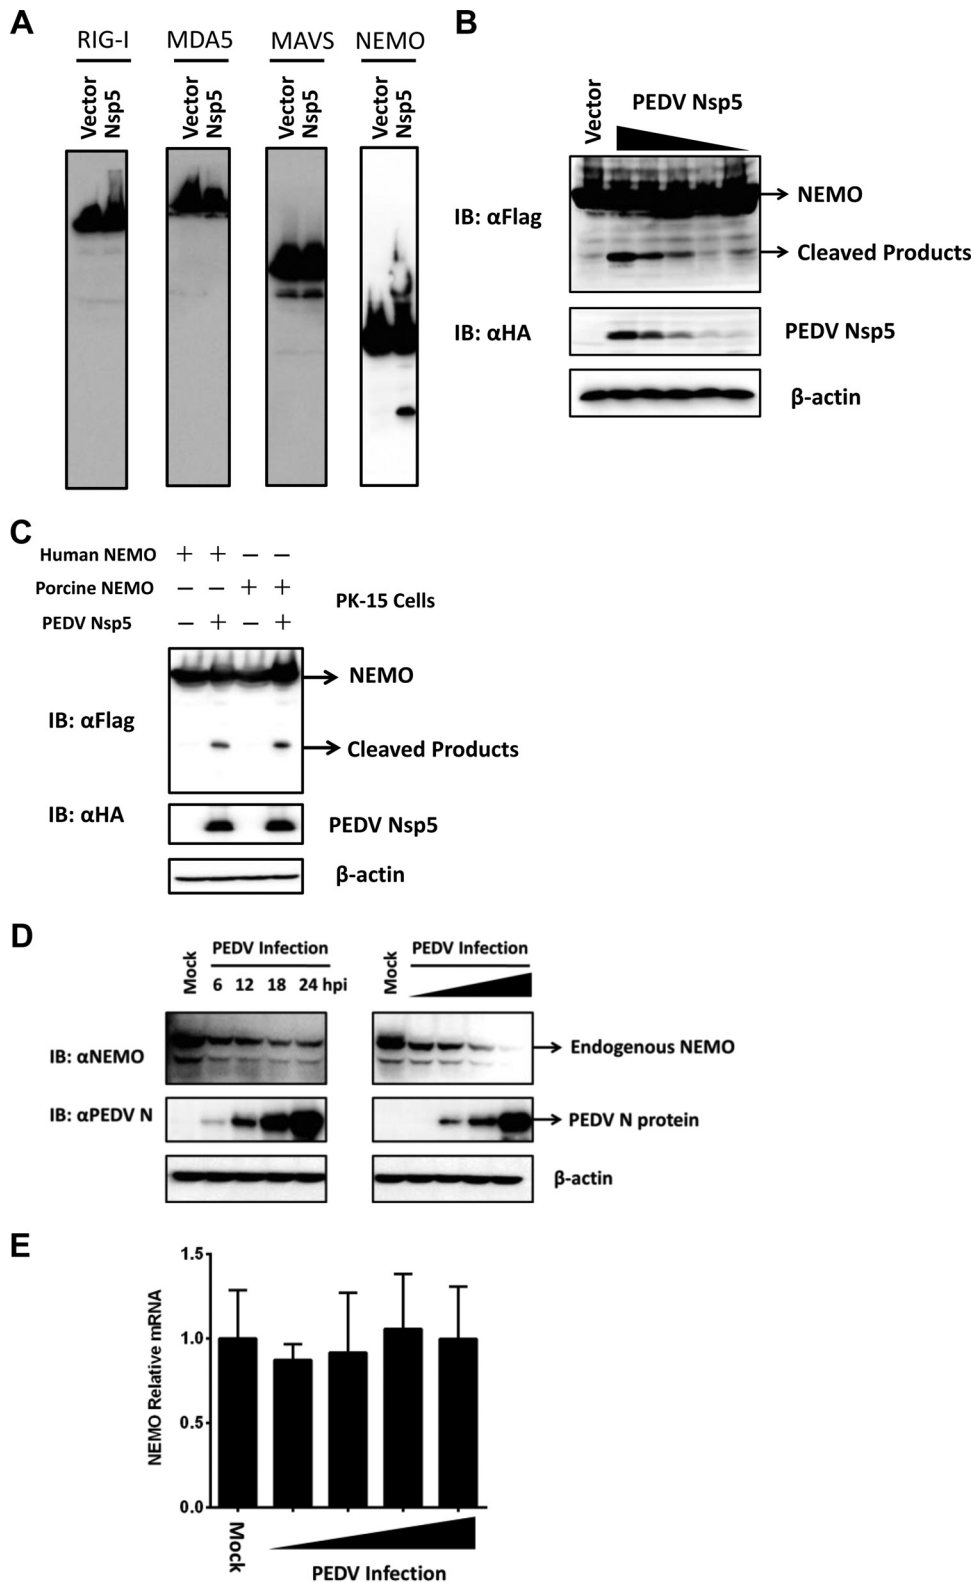 A
RIG-I MDA5 MAVS NEMO
Vector Nsp5 Vector Nsp5 Vector Nsp5 Vector Nsp5
B
Vector PEDV Nsp5
IB: αFlag
NEMO
Cleaved Products
IB: αHA PEDV Nsp5
β-actin
C
Human NEMO + + − −
Porcine NEMO − − + +
PEDV Nsp5 − + − +
PK-15 Cells
NEMO
IB: αFlag
Cleaved Products
IB: αHA PEDV Nsp5
β-actin
D
Mock PEDV Infection Mock PEDV Infection
6 12 18 24 hpi
IB: αNEMO Endogenous NEMO
IB: αPEDV N PEDV N protein
β-actin
E
NEMO Relative mRNA
1.5
1.0
0.5
0.0
Mock
PEDV Infection